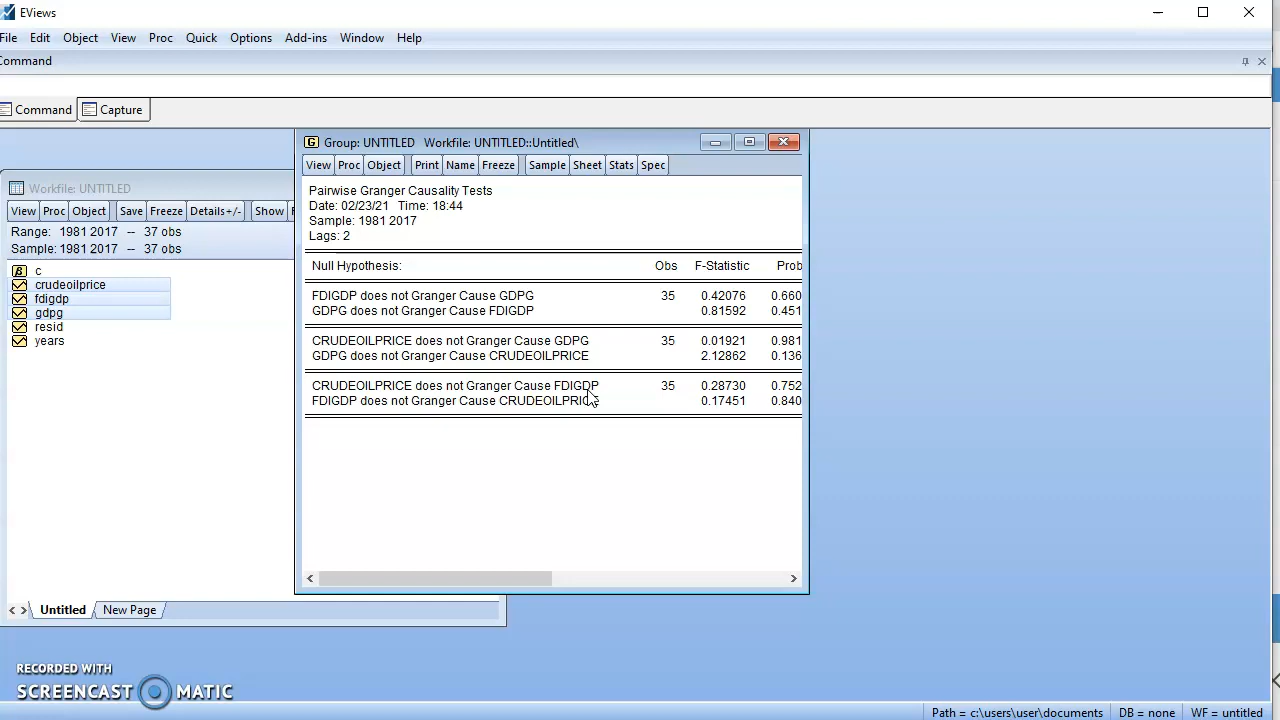 EViews
File Edit Object View Proc Quick Options Add-ins Window Help
Command
Command Capture
Group: UNTITLED Workfile: UNTITLED::Untitled\
View Proc Object Print Name Freeze Sample Sheet Stats Spec
Pairwise Granger Causality Tests
Date: 02/23/21 Time: 18:44
Sample: 1981 2017
Lags: 2
Null Hypothesis: Obs F-Statistic Prob
FDIGDP does not Granger Cause GDPG 35 0.42076 0.660
GDPG does not Granger Cause FDIGDP 0.81592 0.451
CRUDEOILPRICE does not Granger Cause GDPG 35 0.01921 0.981
GDPG does not Granger Cause CRUDEOILPRICE 2.12862 0.136
CRUDEOILPRICE does not Granger Cause FDIGDP 35 0.28730 0.752
FDIGDP does not Granger Cause CRUDEOILPRICE 0.17451 0.840
Workfile: UNTITLED
View Proc Object Save Freeze Details+/- Show
Range: 1981 2017 -- 37 obs
Sample: 1981 2017 -- 37 obs
c
crudeoilprice
fdigdp
gdpg
resid
years
Untitled New Page
RECORDED WITH
SCREENCAST MATIC
Path = c:\users\user\documents DB = none WF = untitled